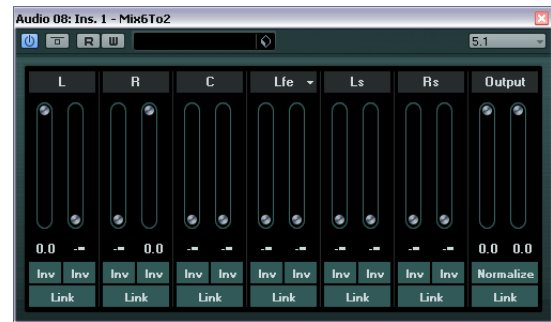 Audio 08: Ins. 1 - Mix6To2
R W 5.1
L R C Lfe Ls Rs Output
0.0 -∞ -∞ 0.0 -∞ -∞ -∞ -∞ -∞ -∞ -∞ -∞ 0.0 0.0
Inv Inv Inv Inv Inv Inv Inv Inv Inv Inv Inv Inv Normalize
Link Link Link Link Link Link Link